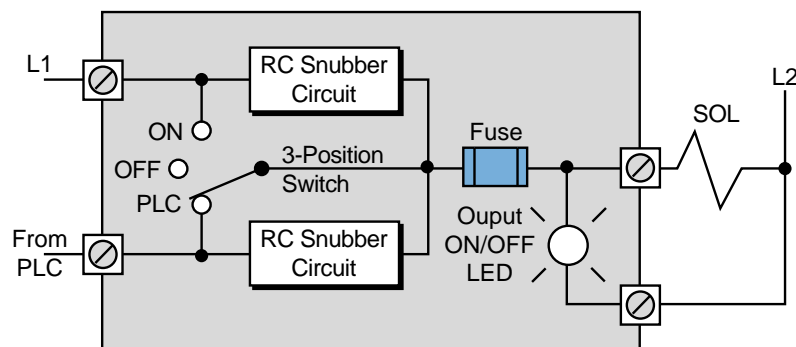 L1
RC Snubber
Circuit
L2
SOL
ON
Fuse
OFF
3-Position
Switch
PLC
From
PLC
RC Snubber
Circuit
Ouput
ON/OFF
LED